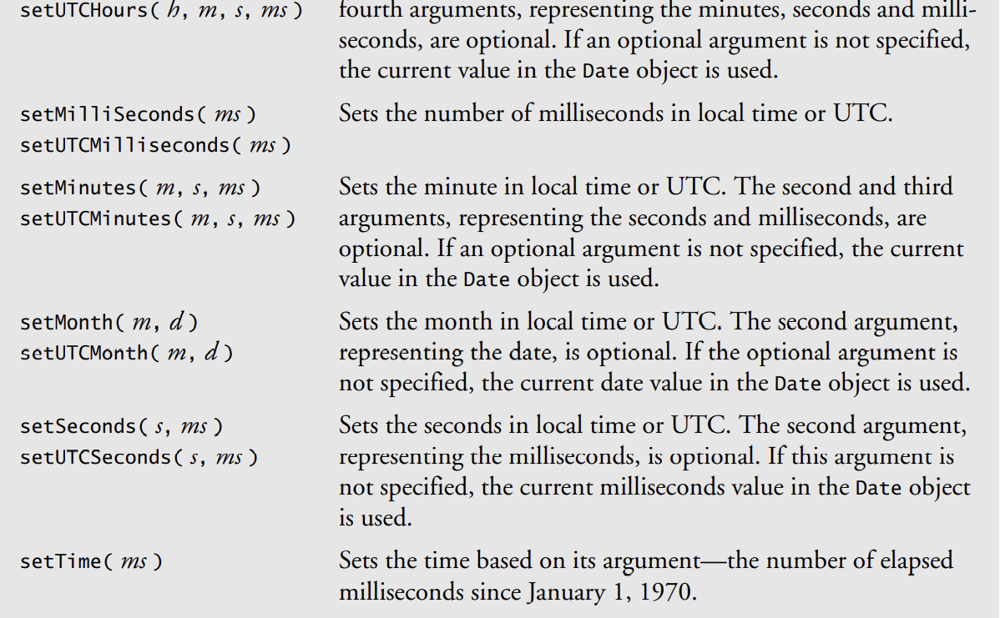 setUTCHours( h, m, s, ms )
fourth arguments, representing the minutes, seconds and milli-
seconds, are optional. If an optional argument is not specified,
the current value in the Date object is used.
setMilliSeconds( ms )
setUTCMilliseconds( ms )
Sets the number of milliseconds in local time or UTC.
setMinutes( m, s, ms )
setUTCMinutes( m, s, ms )
Sets the minute in local time or UTC. The second and third
arguments, representing the seconds and milliseconds, are
optional. If an optional argument is not specified, the current
value in the Date object is used.
setMonth( m, d )
setUTCMonth( m, d )
Sets the month in local time or UTC. The second argument,
representing the date, is optional. If the optional argument is
not specified, the current date value in the Date object is used.
setSeconds( s, ms )
setUTCSeconds( s, ms )
Sets the seconds in local time or UTC. The second argument,
representing the milliseconds, is optional. If this argument is
not specified, the current milliseconds value in the Date object
is used.
setTime( ms )
Sets the time based on its argument—the number of elapsed
milliseconds since January 1, 1970.